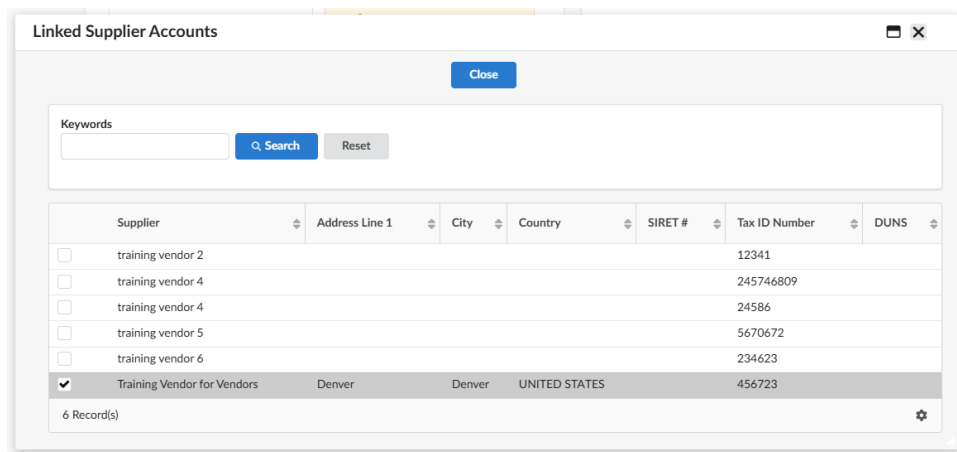 Linked Supplier Accounts
Close
Keywords
Search Reset
Supplier Address Line 1 City Country SIRET # Tax ID Number DUNS
training vendor 2 12341
training vendor 4 245746809
training vendor 4 24586
training vendor 5 5670672
training vendor 6 234623
Training Vendor for Vendors Denver Denver UNITED STATES 456723
6 Record(s)